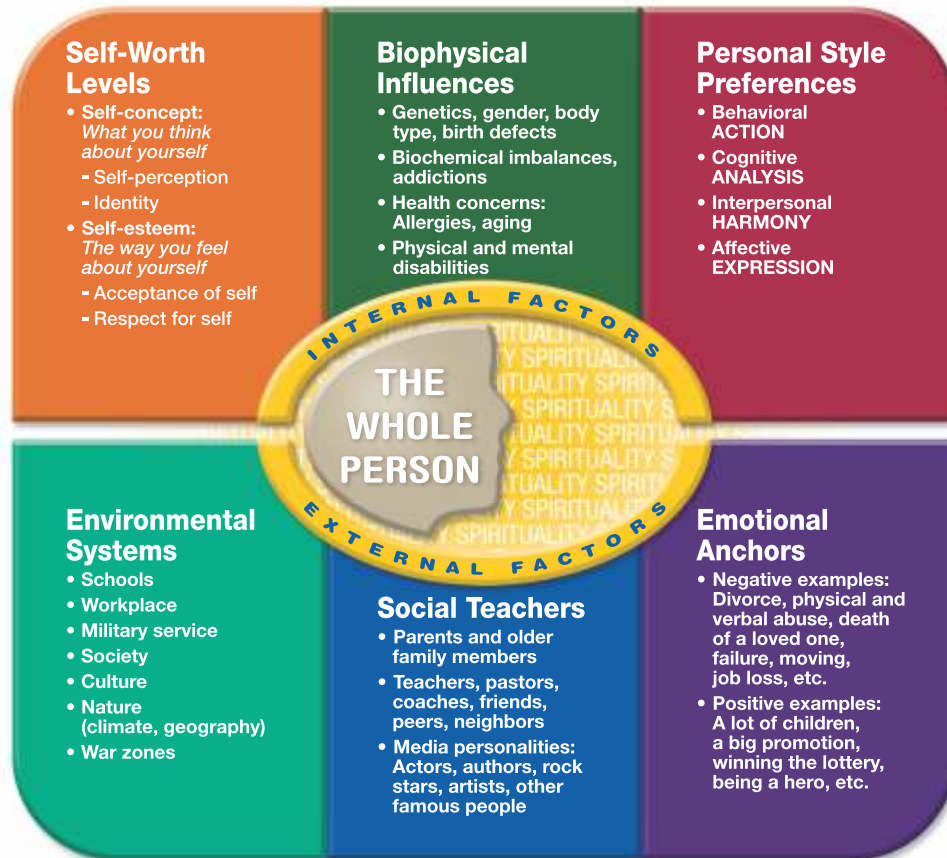 Self-Worth
Levels
• Self-concept:
What you think
about yourself
- Self-perception
- Identity
• Self-esteem:
The way you feel
about yourself
- Acceptance of self
- Respect for self
Biophysical
Influences
• Genetics, gender, body
type, birth defects
• Biochemical imbalances,
addictions
• Health concerns:
Allergies, aging
• Physical and mental
disabilities
Personal Style
Preferences
• Behavioral
ACTION
• Cognitive
ANALYSIS
• Interpersonal
HARMONY
• Affective
EXPRESSION
INTERNAL FACTORS
THE
WHOLE
PERSON
SPIRITUALITY
EXTERNAL FACTORS
Environmental
Systems
• Schools
• Workplace
• Military service
• Society
• Culture
• Nature
(climate, geography)
• War zones
Social Teachers
• Parents and older
family members
• Teachers, pastors,
coaches, friends,
peers, neighbors
• Media personalities:
Actors, authors, rock
stars, artists, other
famous people
Emotional
Anchors
• Negative examples:
Divorce, physical and
verbal abuse, death
of a loved one,
failure, moving,
job loss, etc.
• Positive examples:
A lot of children,
a big promotion,
winning the lottery,
being a hero, etc.